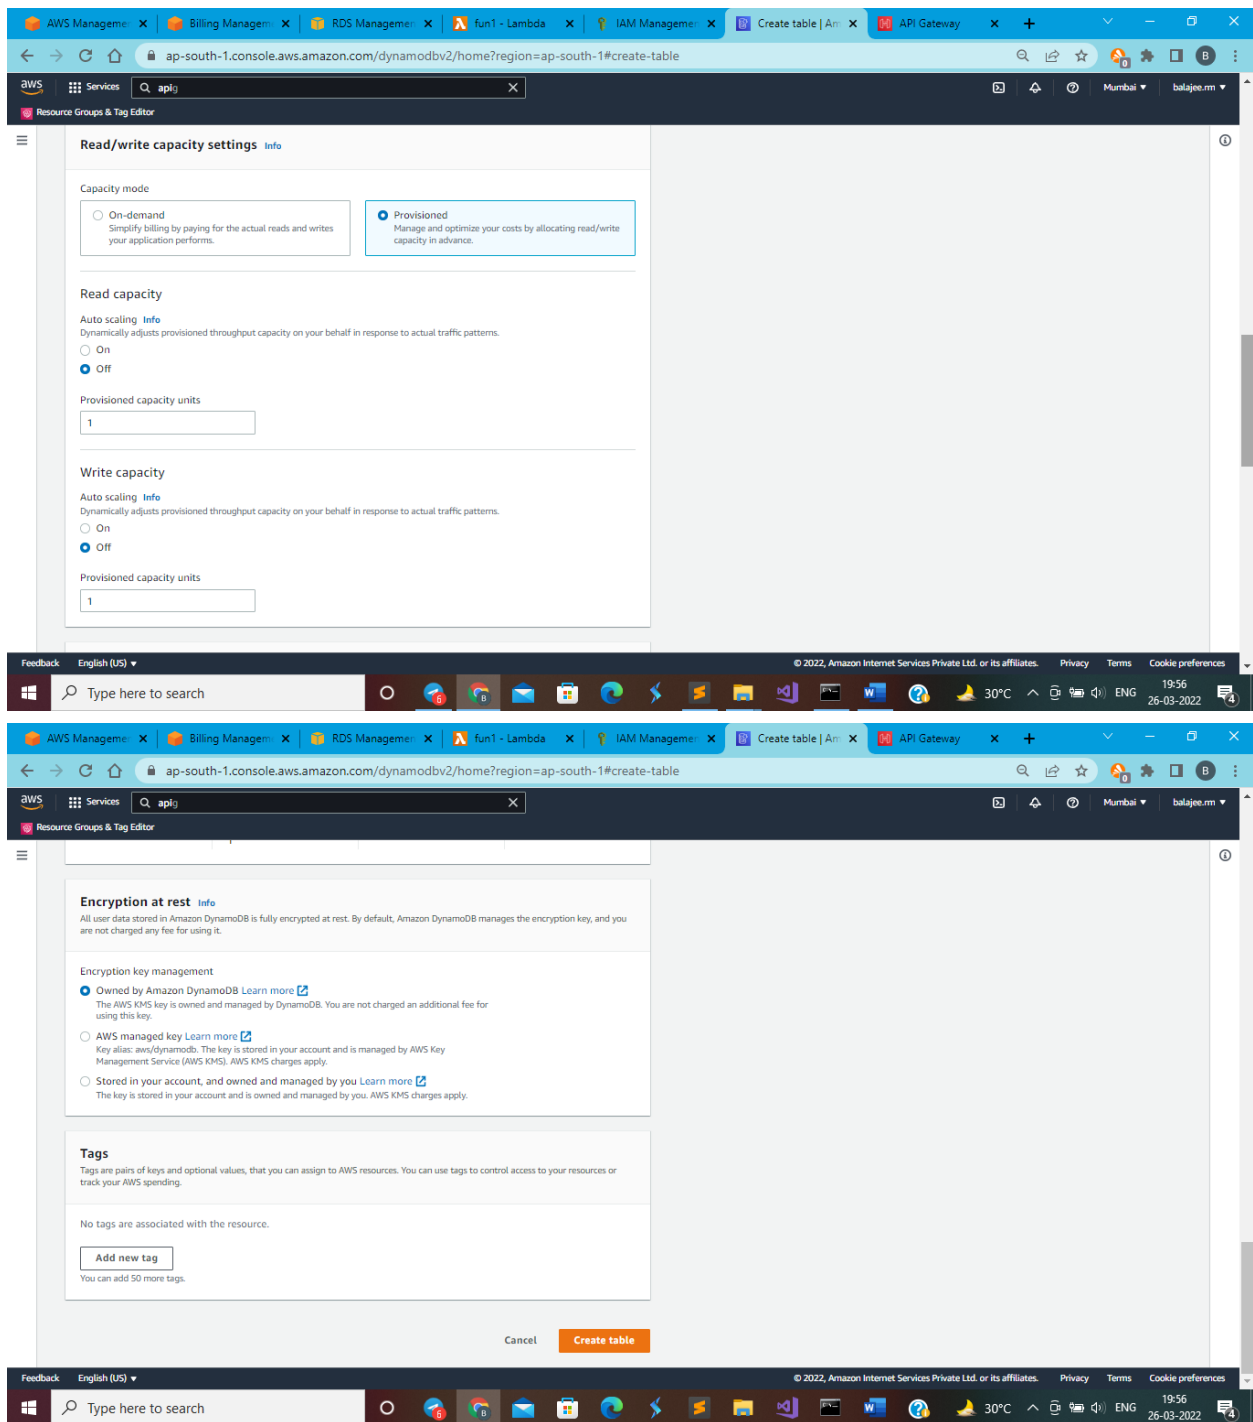 AWS Managemen
Billing Managem
RDS Managemen
fun1 - Lambda
IAM Managemen
Create table | Am
API Gateway
ap-south-1.console.aws.amazon.com/dynamodbv2/home?region=ap-south-1#create-table
0
B
aws
Services
apig
Mumbai
balajee.rm
Resource Groups & Tag Editor
Read/write capacity settings Info
Capacity mode
On-demand
Simplify billing by paying for the actual reads and writes
your application performs.
Provisioned
Manage and optimize your costs by allocating read/write
capacity in advance.
Read capacity
Auto scaling Info
Dynamically adjusts provisioned throughput capacity on your behalf in response to actual traffic patterns.
On
Off
Provisioned capacity units
1
Write capacity
Auto scaling Info
Dynamically adjusts provisioned throughput capacity on your behalf in response to actual traffic patterns.
On
Off
Provisioned capacity units
1
Feedback English (US)
© 2022, Amazon Internet Services Private Ltd. or its affiliates. Privacy Terms Cookie preferences
Type here to search
30°C
ENG
19:56
26-03-2022
4
AWS Managemen
Billing Managem
RDS Managemen
fun1 - Lambda
IAM Managemen
Create table | Am
API Gateway
ap-south-1.console.aws.amazon.com/dynamodbv2/home?region=ap-south-1#create-table
0
B
aws
Services
apig
Mumbai
balajee.rm
Resource Groups & Tag Editor
Encryption at rest Info
All user data stored in Amazon DynamoDB is fully encrypted at rest. By default, Amazon DynamoDB manages the encryption key, and you
are not charged any fee for using it.
Encryption key management
Owned by Amazon DynamoDB Learn more
The AWS KMS key is owned and managed by DynamoDB. You are not charged an additional fee for
using this key.
AWS managed key Learn more
Key alias: aws/dynamodb. The key is stored in your account and is managed by AWS Key
Management Service (AWS KMS). AWS KMS charges apply.
Stored in your account, and owned and managed by you Learn more
The key is stored in your account and is owned and managed by you. AWS KMS charges apply.
Tags
Tags are pairs of keys and optional values, that you can assign to AWS resources. You can use tags to control access to your resources or
track your AWS spending.
No tags are associated with the resource.
Add new tag
You can add 50 more tags.
Cancel
Create table
Feedback English (US)
© 2022, Amazon Internet Services Private Ltd. or its affiliates. Privacy Terms Cookie preferences
Type here to search
30°C
ENG
19:56
26-03-2022
4